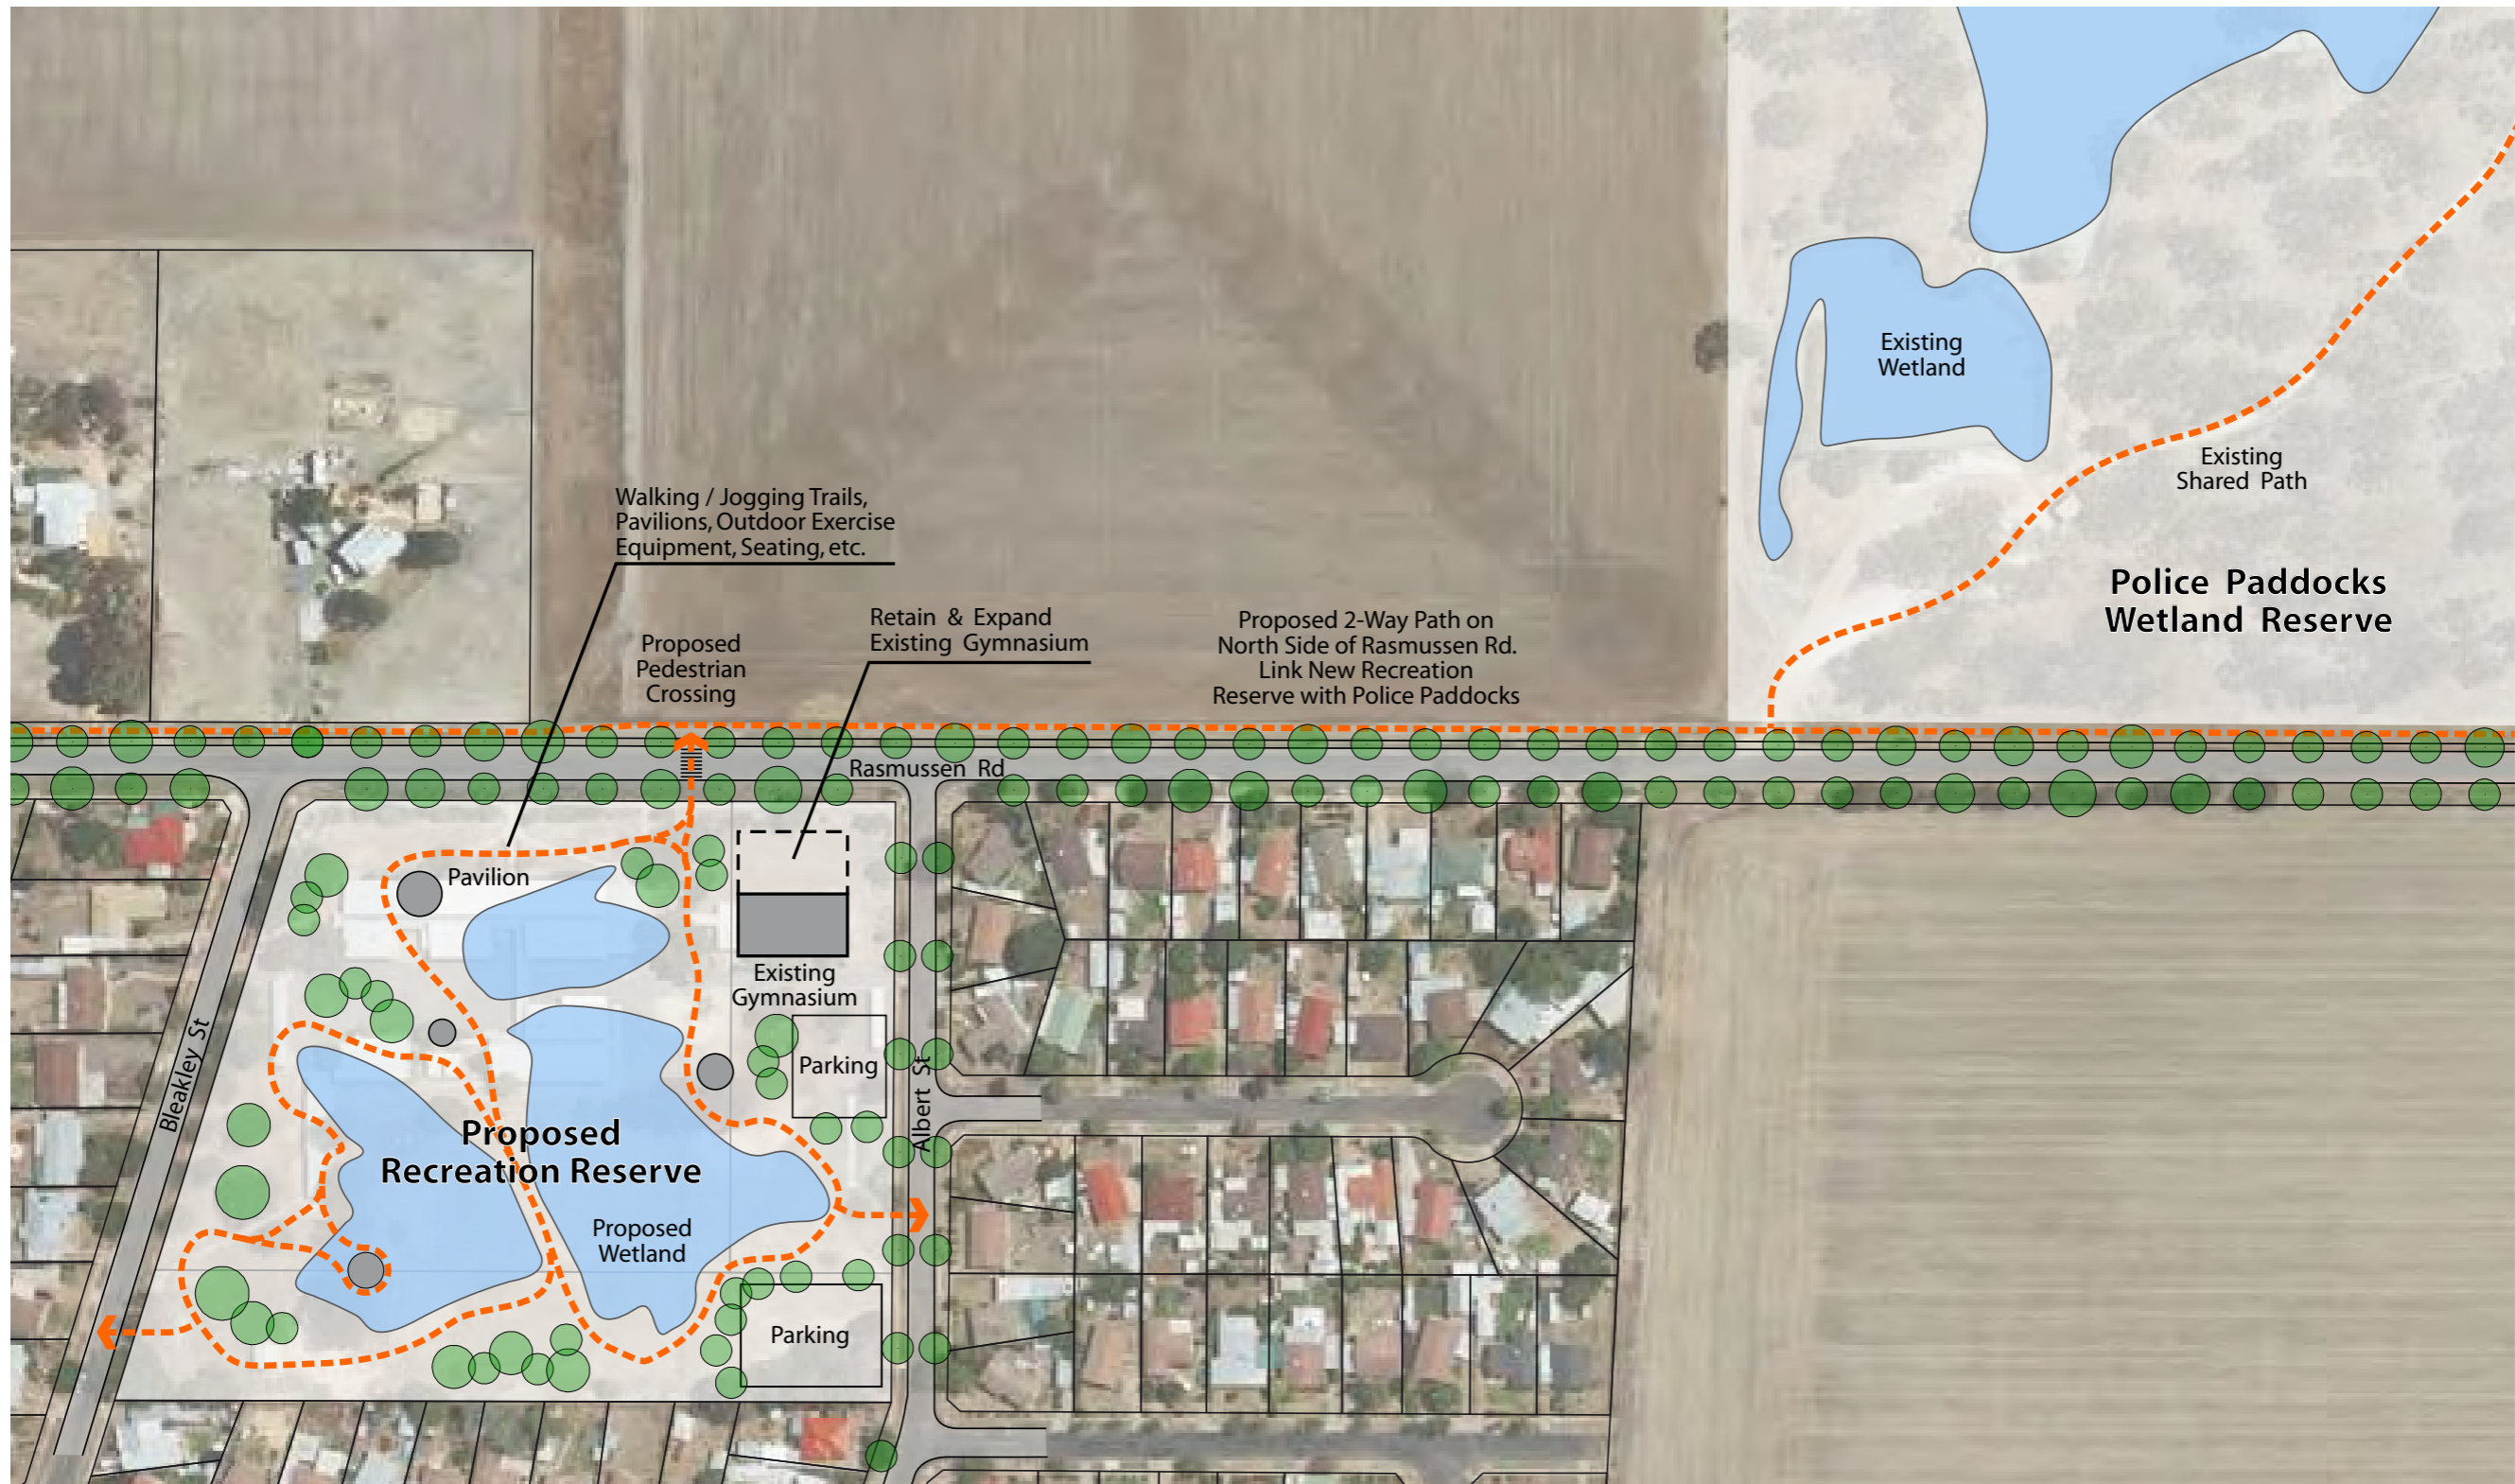 Existing
Wetland
Existing
Shared Path
Police Paddocks
Wetland Reserve
Walking / Jogging Trails,
Pavilions, Outdoor Exercise
Equipment, Seating, etc.
Retain & Expand
Existing Gymnasium
Proposed
Pedestrian
Crossing
Proposed 2-Way Path on
North Side of Rasmussen Rd.
Link New Recreation
Reserve with Police Paddocks
Rasmussen Rd
Pavilion
Existing
Gymnasium
Bleakley St
Parking
Albert St
Proposed
Recreation Reserve
Proposed
Wetland
Parking